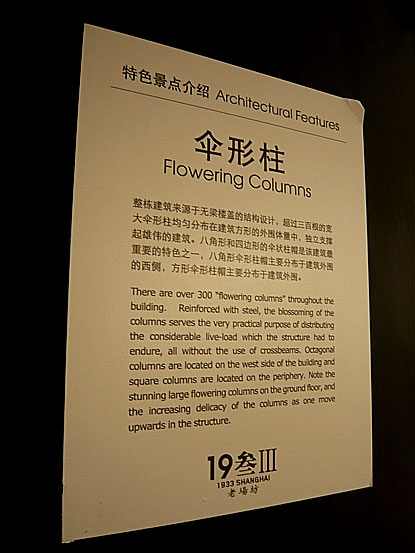 特色景点介绍 Architectural Features
伞形柱
Flowering Columns
整栋建筑来源于无梁楼盖的结构设计，超过三百根的宽
大伞形柱均匀分布在建筑方形的外围体量中，独立支撑
起雄伟的建筑。八角形和四边形的伞状柱帽是该建筑最
重要的特色之一，八角形伞形柱帽主要分布于建筑外围
的西侧，方形伞形柱帽主要分布于建筑外围。
There are over 300 "flowering columns" throughout the
building. Reinforced with steel, the blossoming of the
columns serves the very practical purpose of distributing
the considerable live-load which the structure had to
endure, all without the use of crossbeams. Octagonal
columns are located on the west side of the building and
square columns are located on the periphery. Note the
stunning large flowering columns on the ground floor, and
the increasing delicacy of the columns as one move
upwards in the structure.
19叁III
1933 SHANGHAI
老場坊